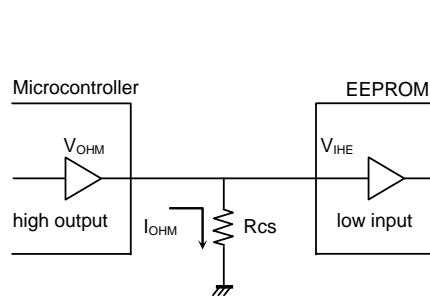 Microcontroller
EEPROM
VOHM
VIHE
high output
IOHM
Rcs
low input